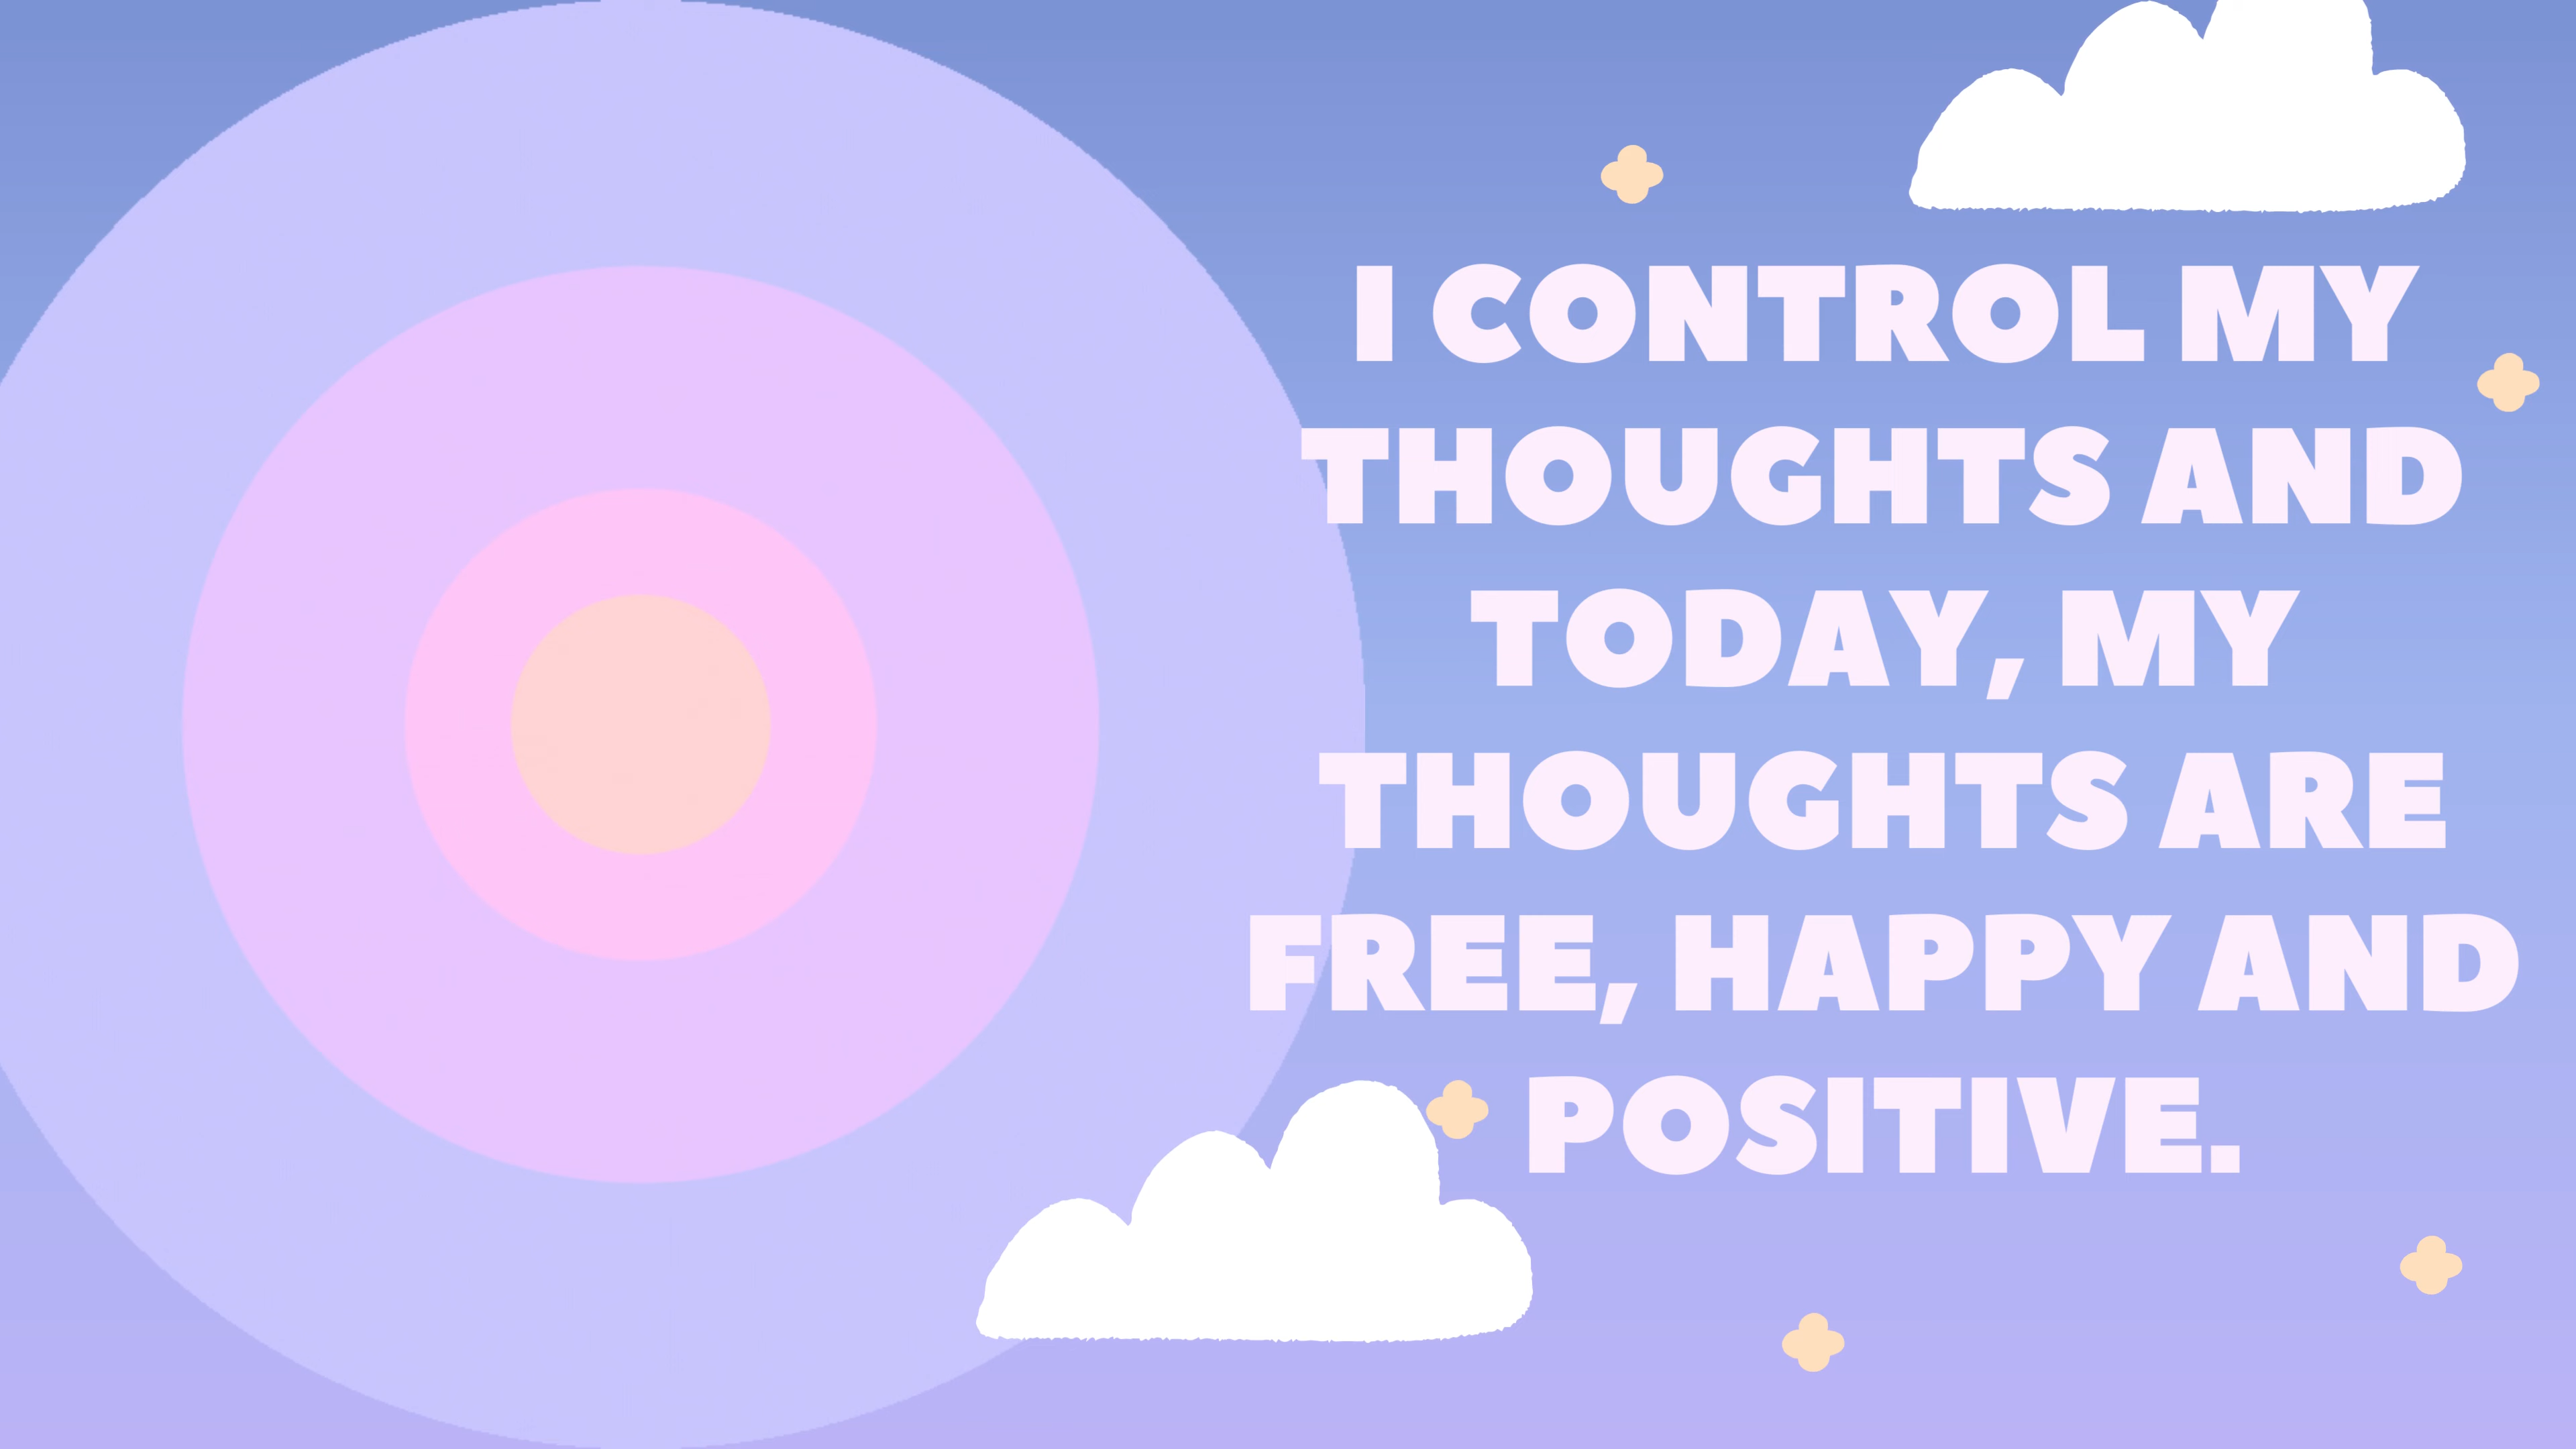 I CONTROL MY
THOUGHTS AND
TODAY, MY
THOUGHTS ARE
FREE, HAPPY AND
POSITIVE.